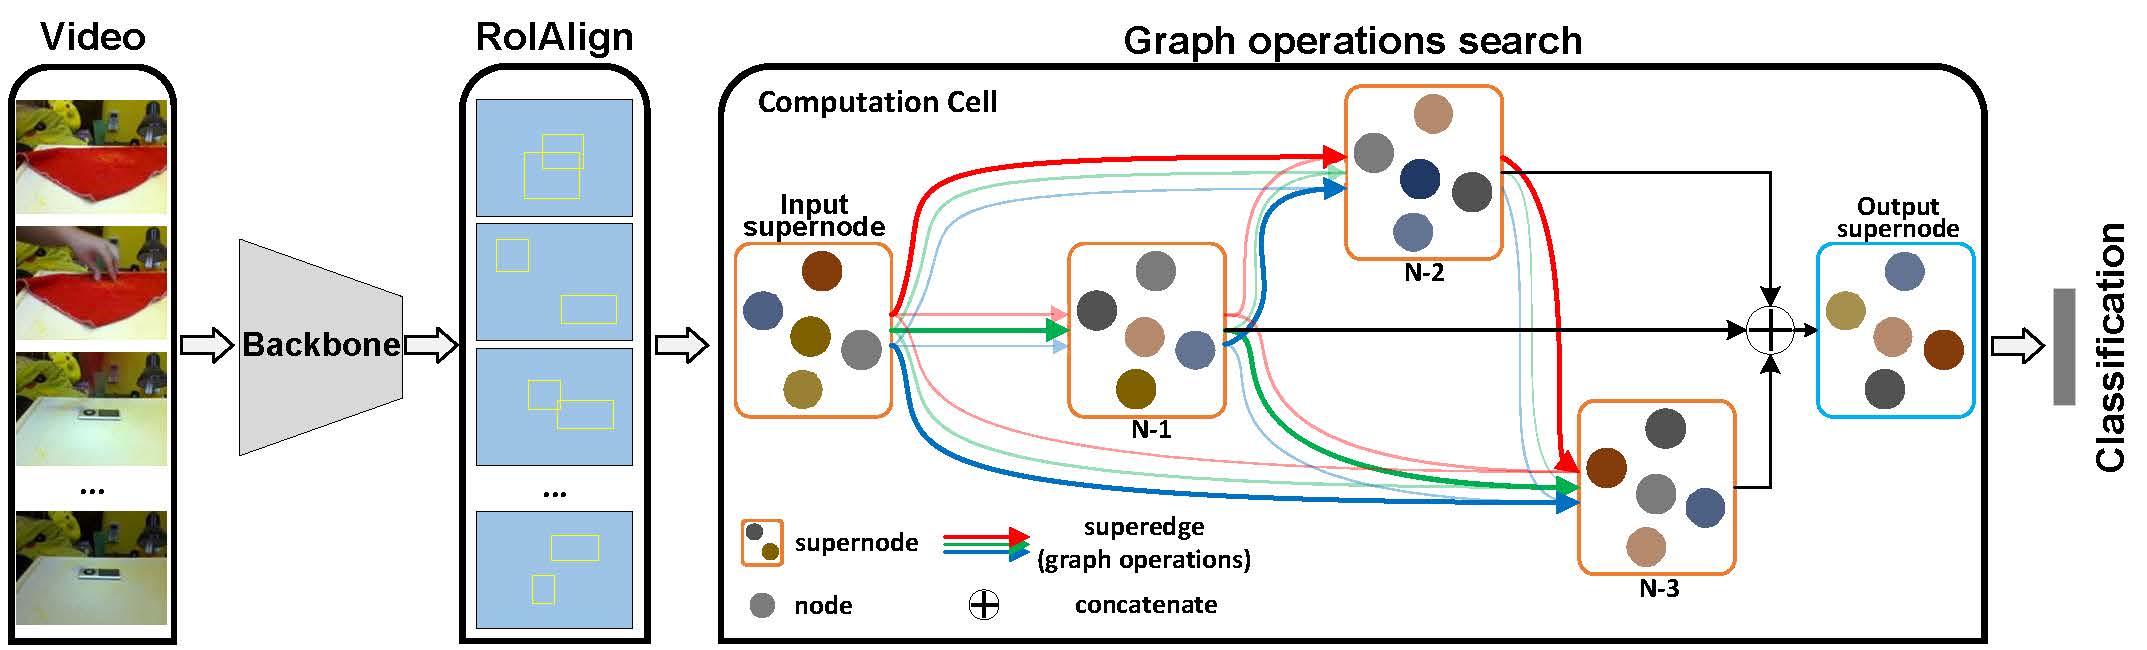 Video
RoIAlign
Graph operations search
Computation Cell
Input
supernode
N-1
N-2
N-3
Output
supernode
Backbone
Classification
...
...
supernode
superedge
(graph operations)
node
concatenate